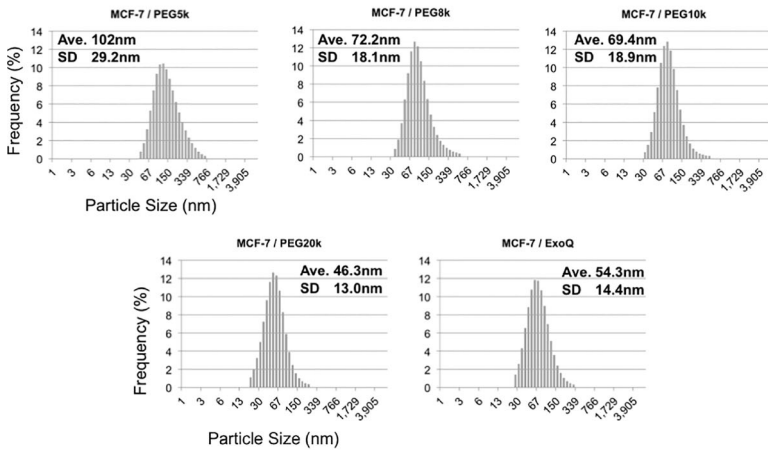 MCF-7 / PEG5k
Ave. 102nm
SD 29.2nm
Frequency (%)
14
12
10
8
6
4
2
0
1 3 6 13 30 67 150 339 766 1,729 3,905
Particle Size (nm)
MCF-7 / PEG8k
Ave. 72.2nm
SD 18.1nm
14
12
10
8
6
4
2
0
1 3 6 13 30 67 150 339 766 1,729 3,905
MCF-7 / PEG10k
Ave. 69.4nm
SD 18.9nm
14
12
10
8
6
4
2
0
1 3 6 13 30 67 150 339 766 1,729 3,905
MCF-7 / PEG20k
Ave. 46.3nm
SD 13.0nm
Frequency (%)
14
12
10
8
6
4
2
0
1 3 6 13 30 67 150 339 766 1,729 3,905
Particle Size (nm)
MCF-7 / ExoQ
Ave. 54.3nm
SD 14.4nm
14
12
10
8
6
4
2
0
1 3 6 13 30 67 150 339 766 1,729 3,905